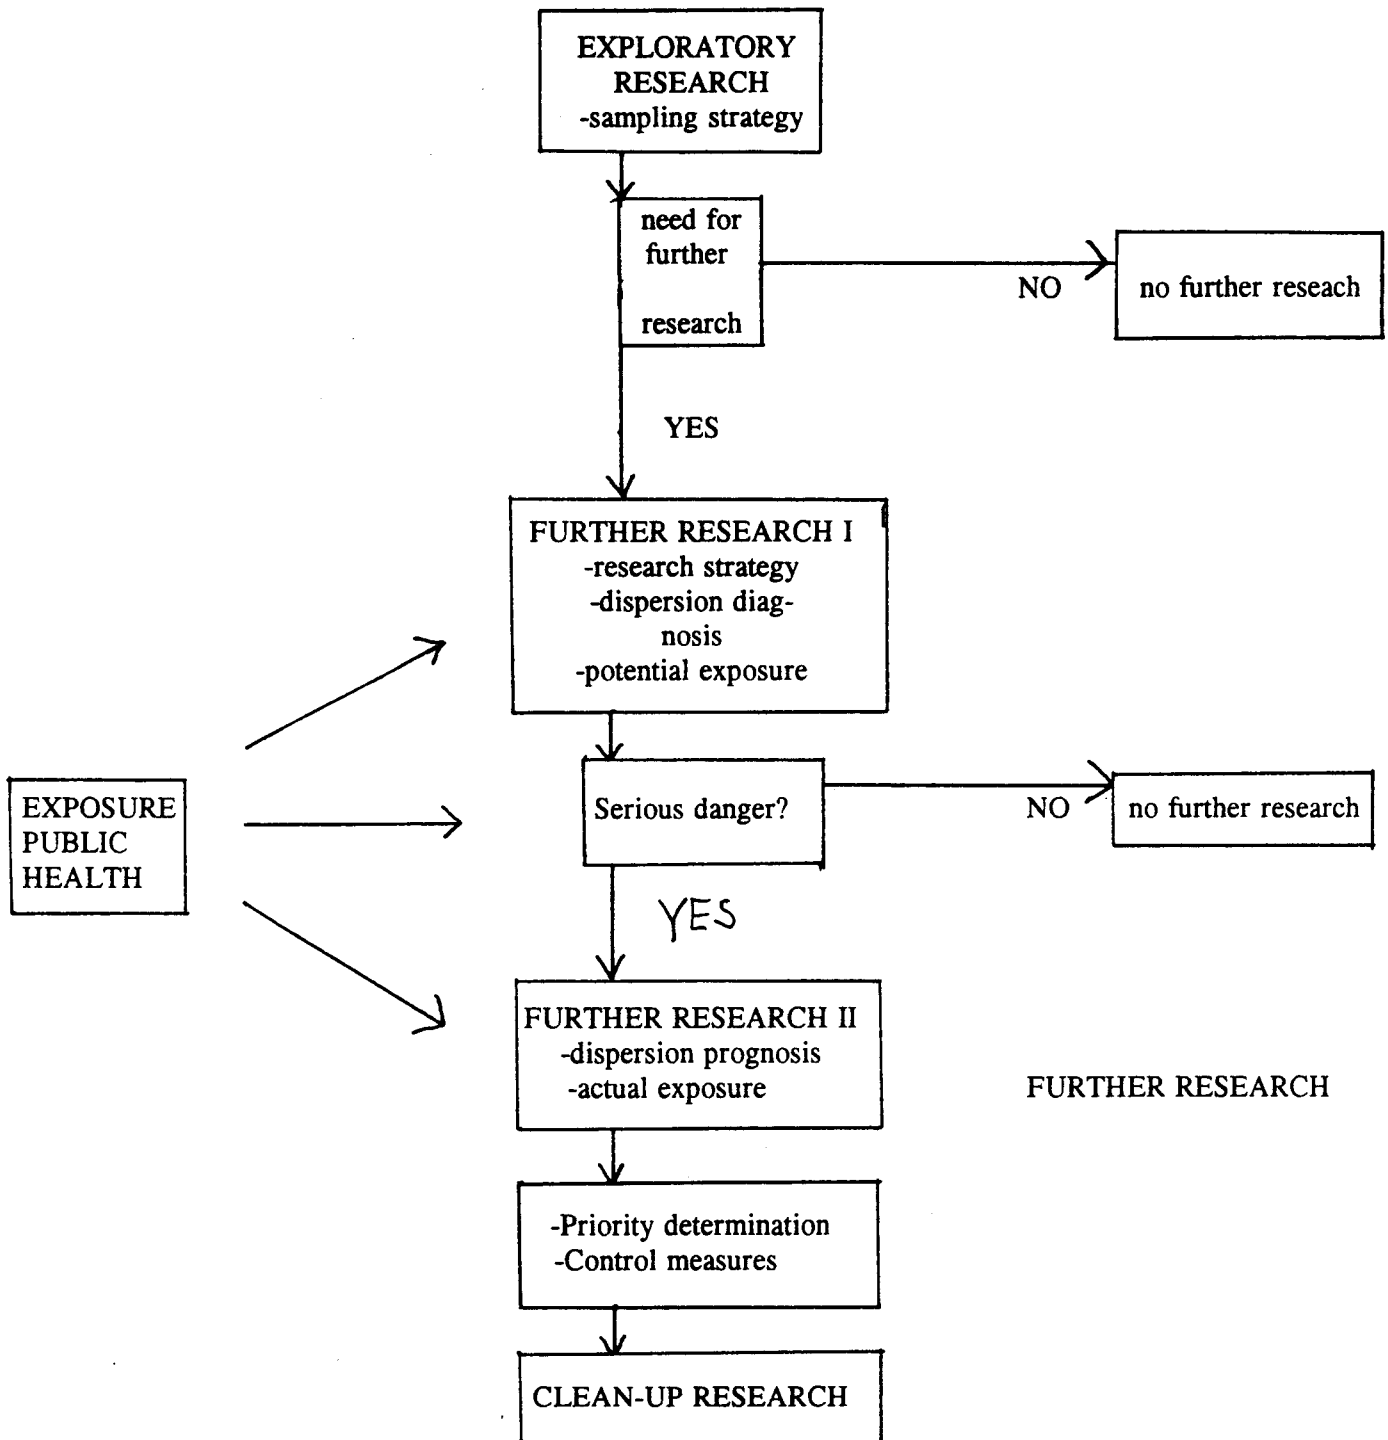 EXPLORATORY
RESEARCH
-sampling strategy
need for
further
research
NO
no further reseach
YES
FURTHER RESEARCH I
-research strategy
-dispersion diag-
nosis
-potential exposure
EXPOSURE
PUBLIC
HEALTH
Serious danger?
NO
no further research
YES
FURTHER RESEARCH II
-dispersion prognosis
-actual exposure
FURTHER RESEARCH
-Priority determination
-Control measures
CLEAN-UP RESEARCH